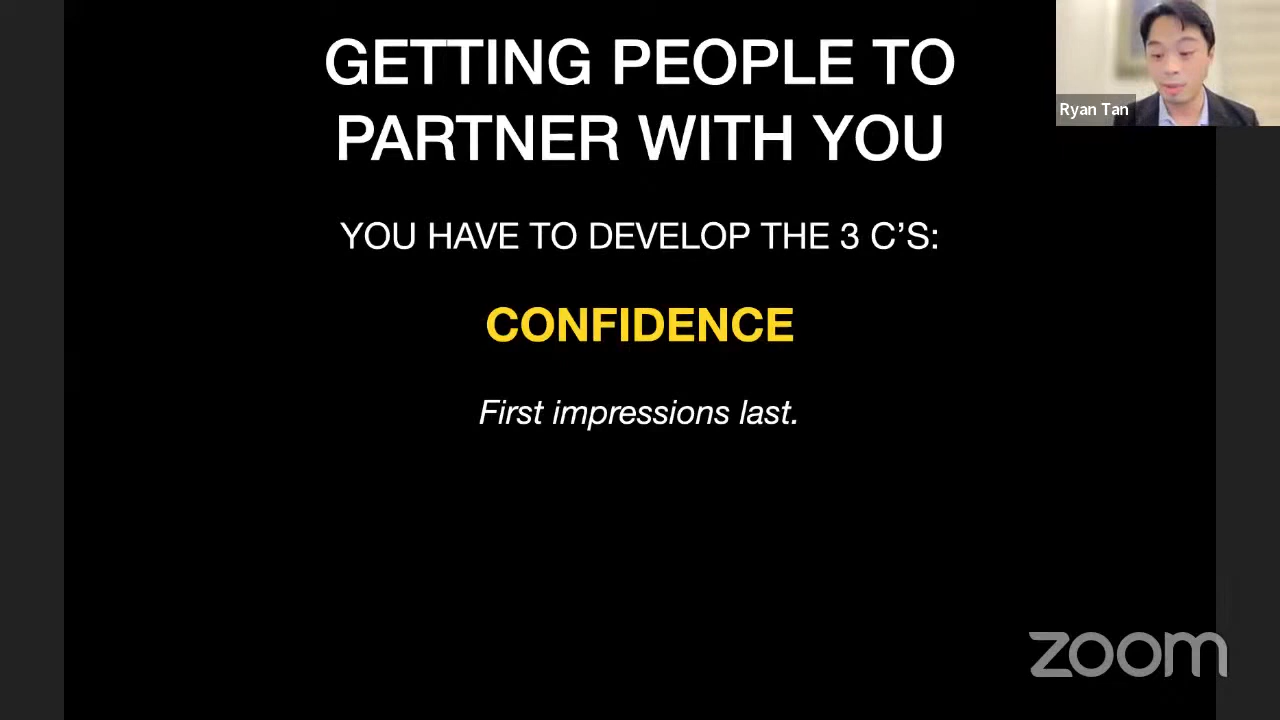 GETTING PEOPLE TO
PARTNER WITH YOU
YOU HAVE TO DEVELOP THE 3 C’S:
CONFIDENCE
First impressions last.
Ryan Tan
zoom